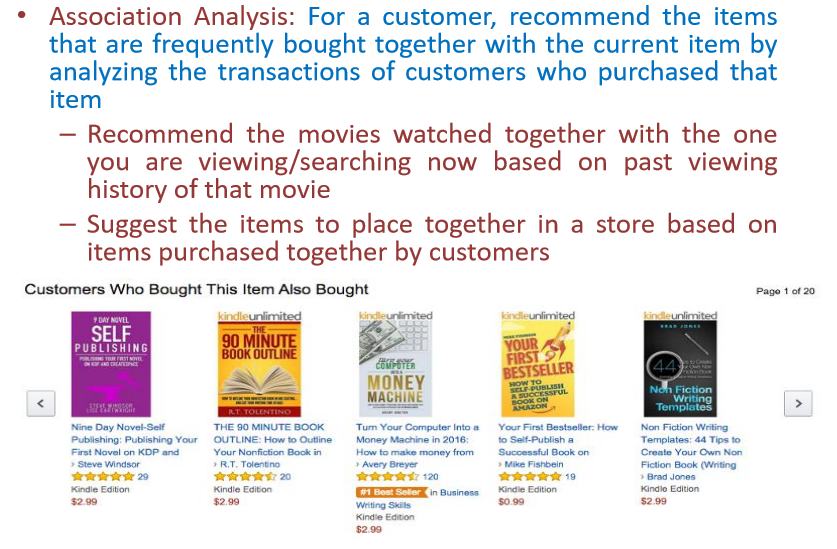 • Association Analysis: For a customer, recommend the items
that are frequently bought together with the current item by
analyzing the transactions of customers who purchased that
item
– Recommend the movies watched together with the one
you are viewing/searching now based on past viewing
history of that movie
– Suggest the items to place together in a store based on
items purchased together by customers
Customers Who Bought This Item Also Bought
Page 1 of 20
9 DAY NOVEL
SELF
PUBLISHING
PUBLISHING YOUR FIRST NOVEL
ON KDP AND CREATESPACE
STEVE WINDSOR
LISE CARTWRIGHT
Nine Day Novel-Self
Publishing: Publishing Your
First Novel on KDP and
› Steve Windsor
29
Kindle Edition
$2.99
kindleunlimited
THE
90 MINUTE
BOOK OUTLINE
R.T. TOLENTINO
THE 90 MINUTE BOOK
OUTLINE: How to Outline
Your Nonfiction Book in
› R.T. Tolentino
20
Kindle Edition
$2.99
kindleunlimited
Turn your
COMPUTER
INTO A
MONEY
MACHINE
Turn Your Computer Into a
Money Machine in 2016:
How to make money from
› Avery Breyer
120
#1 Best Seller in Business
Writing Skills
Kindle Edition
$2.99
kindleunlimited
YOUR
FIRST
BESTSELLER
HOW TO
SELF-PUBLISH
A SUCCESSFUL
BOOK ON
AMAZON
Your First Bestseller: How
to Self-Publish a
Successful Book on
› Mike Fishbein
19
Kindle Edition
$0.99
kindleunlimited
BRAD JONES
44
Non Fiction
Writing
Templates
Non Fiction Writing
Templates: 44 Tips to
Create Your Own Non
Fiction Book (Writing
› Brad Jones
Kindle Edition
$2.99